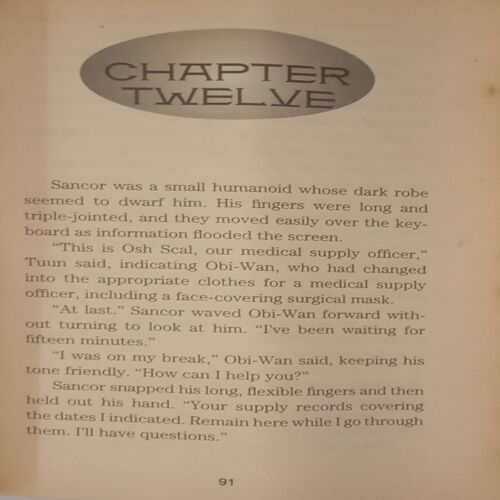 CHAPTER
TWELVE
Sancor was a small humanoid whose dark robe
seemed to dwarf him. His fingers were long and
triple-jointed, and they moved easily over the key-
board as information flooded the screen.
"This is Osh Scal, our medical supply officer,"
Tuun said, indicating Obi-Wan, who had changed
into the appropriate clothes for a medical supply
officer, including a face-covering surgical mask.
"At last." Sancor waved Obi-Wan forward with-
out turning to look at him. "I've been waiting for
fifteen minutes."
"I was on my break," Obi-Wan said, keeping his
tone friendly. "How can I help you?"
Sancor snapped his long, flexible fingers and then
held out his hand. "Your supply records covering
the dates I indicated. Remain here while I go through
them. I'll have questions."
91